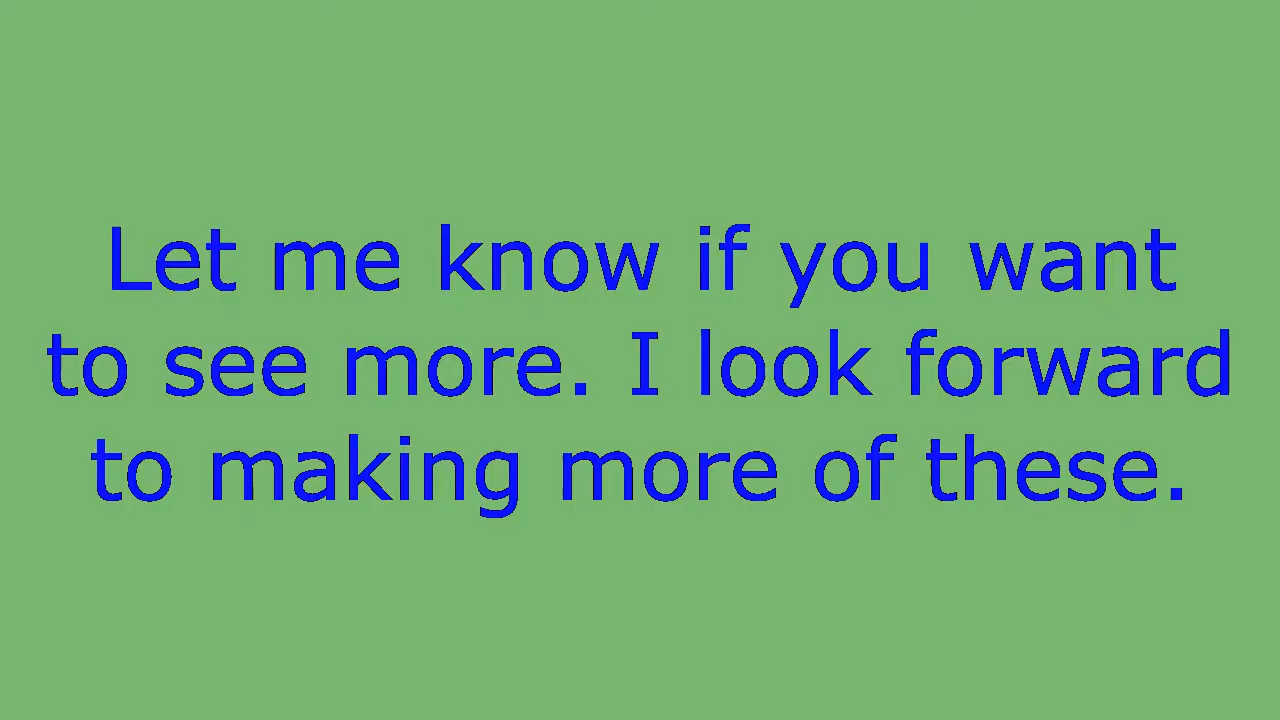 Let me know if you want
to see more. I look forward
to making more of these.